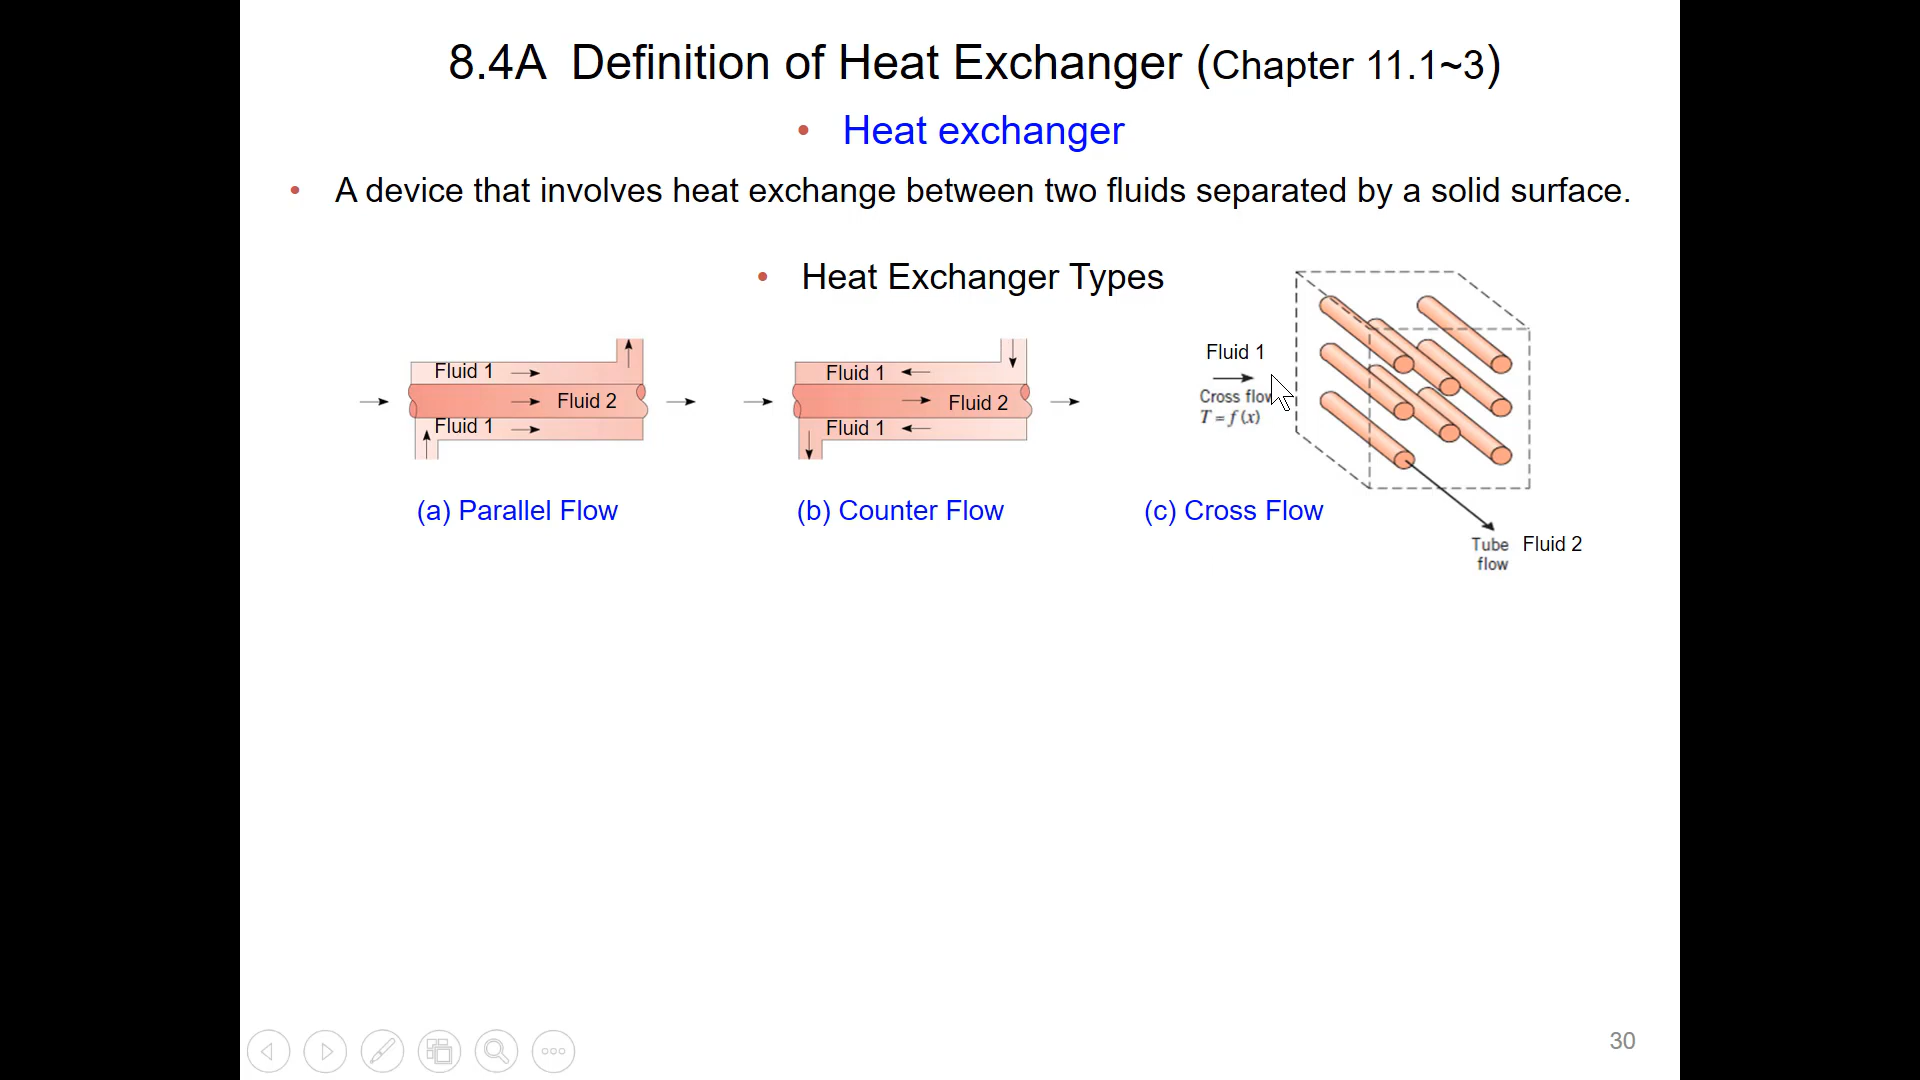 8.4A Definition of Heat Exchanger (Chapter 11.1~3)
• Heat exchanger
• A device that involves heat exchange between two fluids separated by a solid surface.
• Heat Exchanger Types
Fluid 1
Fluid 2
Fluid 1
(a) Parallel Flow
Fluid 1
Fluid 2
Fluid 1
(b) Counter Flow
Fluid 1
Cross flow
T = f (x)
(c) Cross Flow
Tube
flow
Fluid 2
30